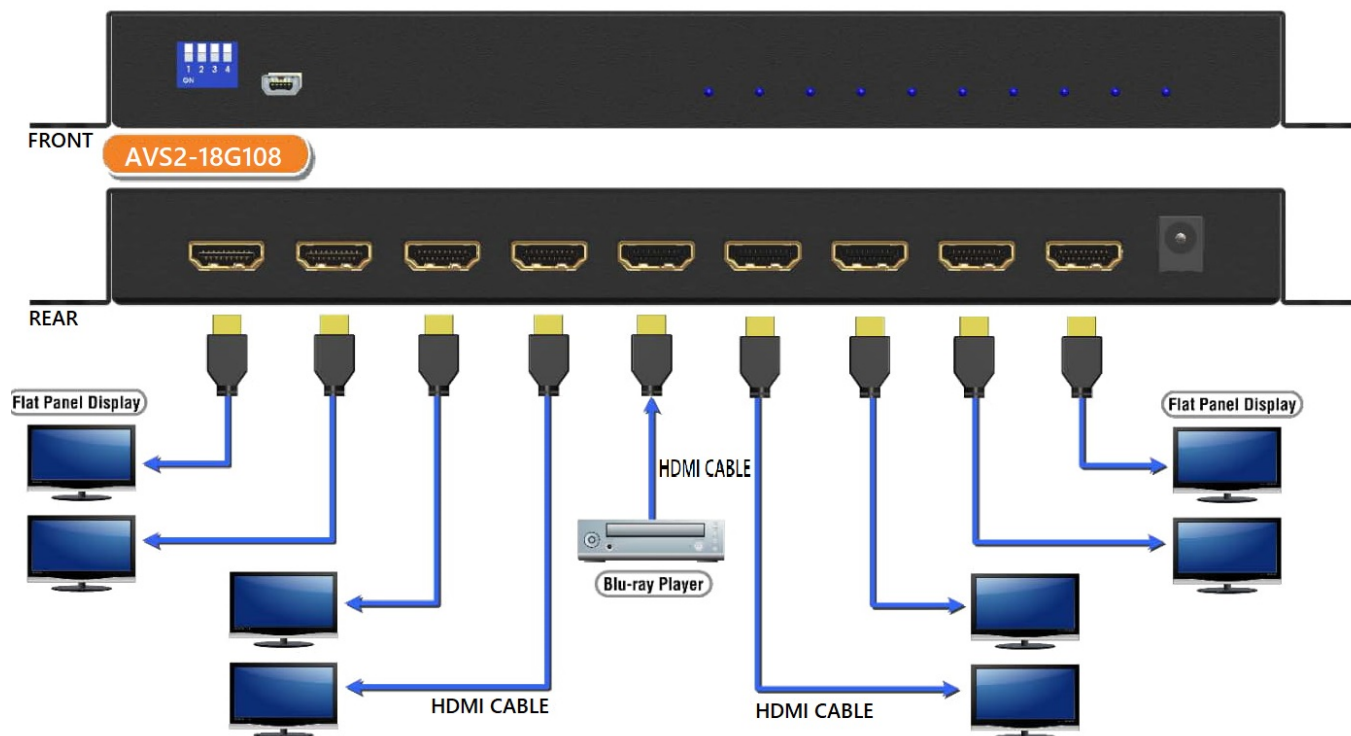 1 2 3 4
ON
FRONT
AVS2-18G108
REAR
Flat Panel Display
Flat Panel Display
HDMI CABLE
Blu-ray Player
HDMI CABLE
HDMI CABLE